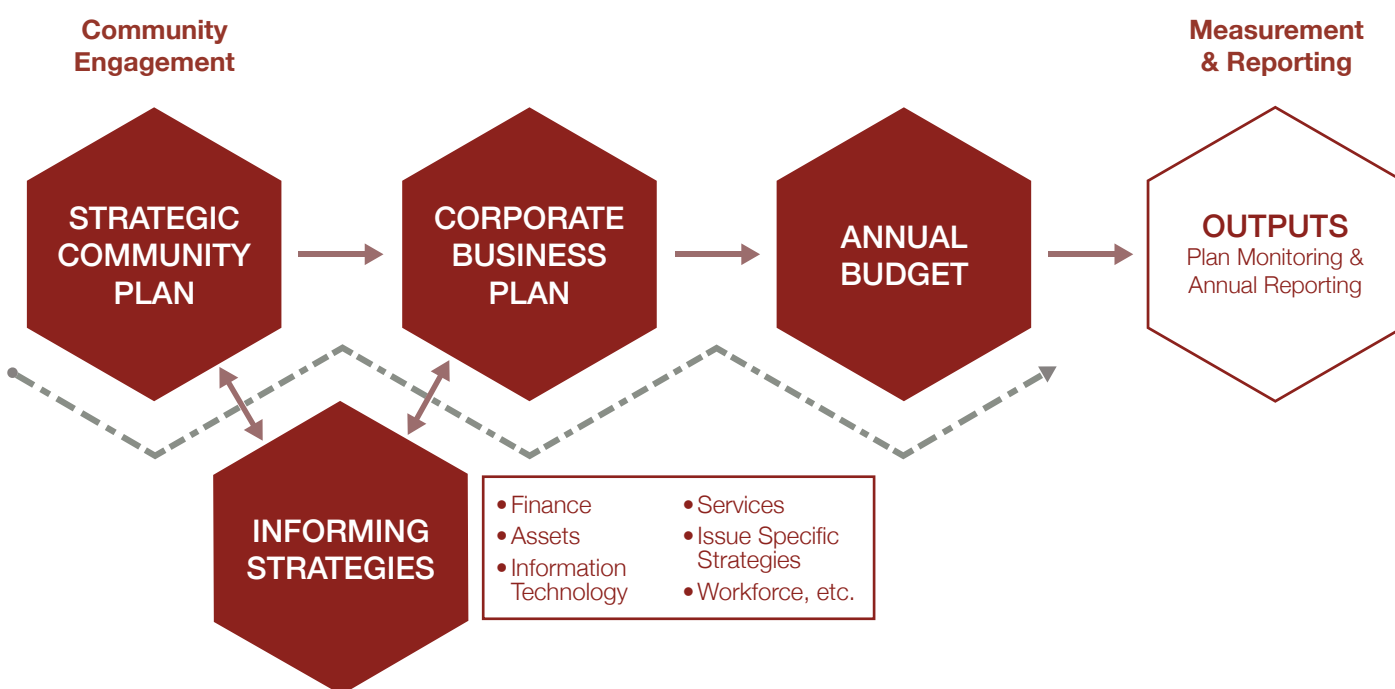 Community
Engagement
Measurement
& Reporting
STRATEGIC
COMMUNITY
PLAN
CORPORATE
BUSINESS
PLAN
ANNUAL
BUDGET
OUTPUTS
Plan Monitoring &
Annual Reporting
INFORMING
STRATEGIES
• Finance
• Assets
• Information
Technology
• Services
• Issue Specific
Strategies
• Workforce, etc.